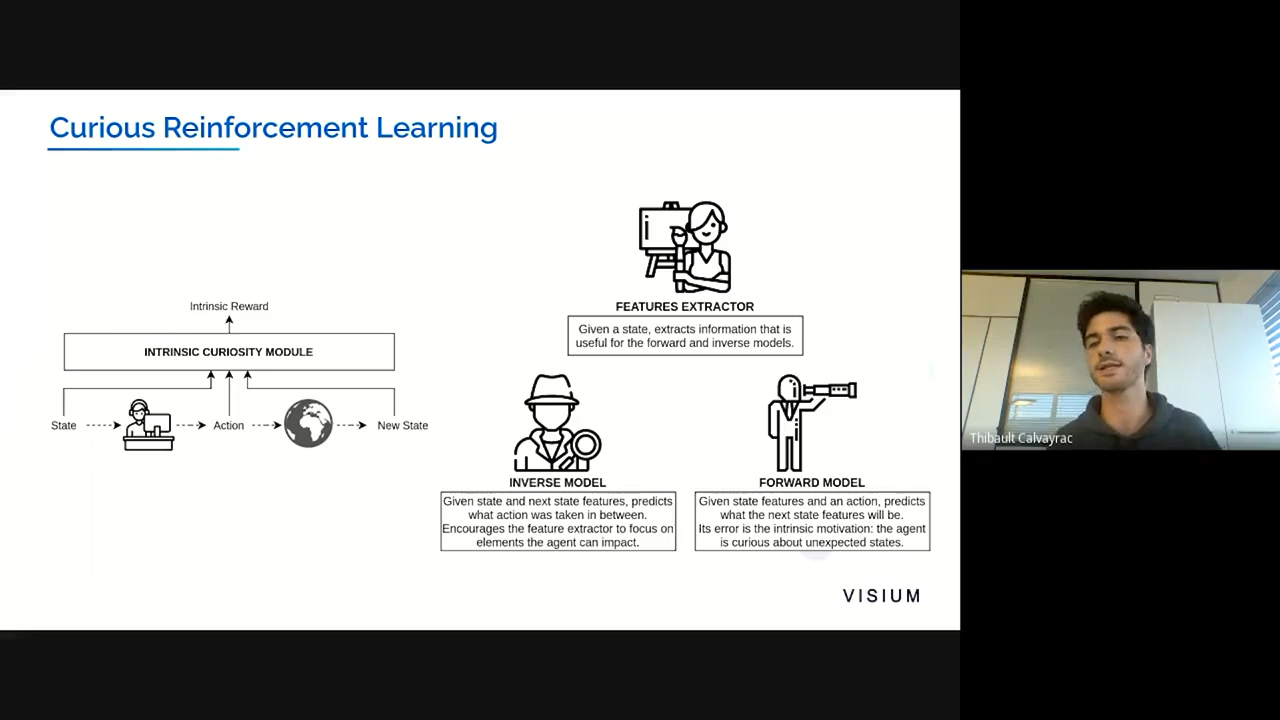 Curious Reinforcement Learning
Intrinsic Reward
INTRINSIC CURIOSITY MODULE
State
Action
New State
FEATURES EXTRACTOR
Given a state, extracts information that is
useful for the forward and inverse models.
INVERSE MODEL
Given state and next state features, predicts
what action was taken in between.
Encourages the feature extractor to focus on
elements the agent can impact.
FORWARD MODEL
Given state features and an action, predicts
what the next state features will be.
Its error is the intrinsic motivation: the agent
is curious about unexpected states.
VISIUM
Thibault Calvayrac